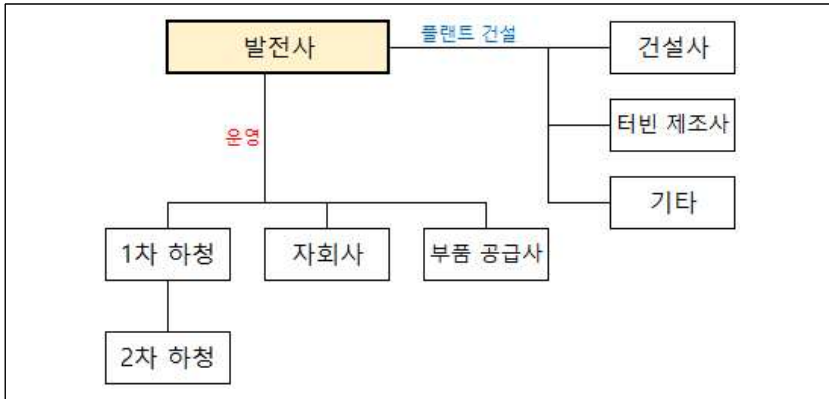 발전사
플랜트 건설
건설사
터빈 제조사
운영
기타
1차 하청
자회사
부품 공급사
2차 하청